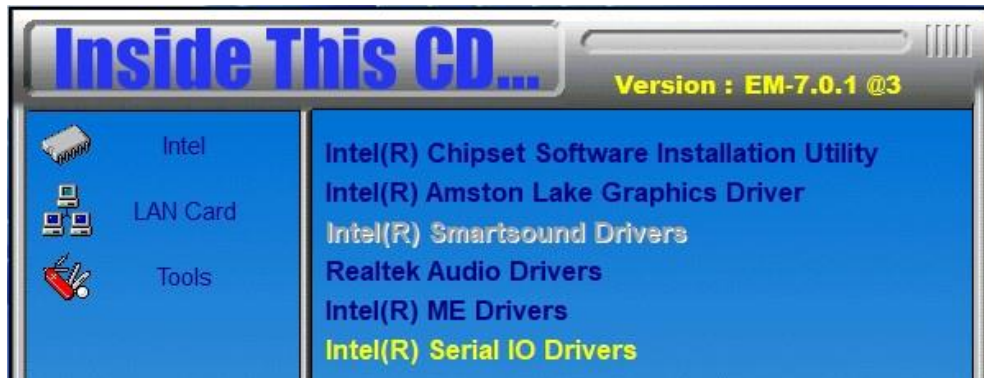 Inside This CD...
Version : EM-7.0.1 @3
Intel
LAN Card
Tools
Intel(R) Chipset Software Installation Utility
Intel(R) Amston Lake Graphics Driver
Intel(R) Smartsound Drivers
Realtek Audio Drivers
Intel(R) ME Drivers
Intel(R) Serial IO Drivers